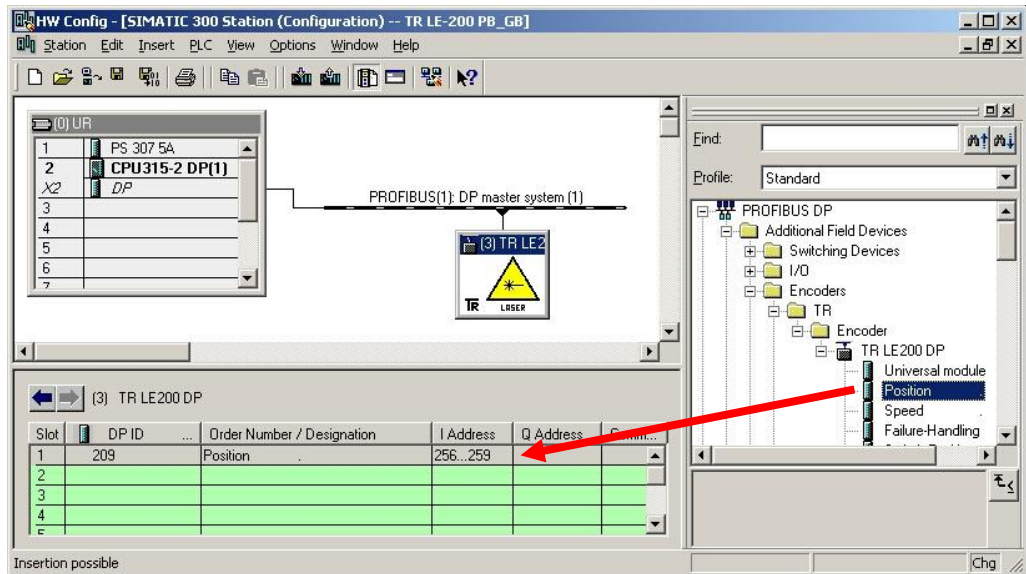 HW Config - [SIMATIC 300 Station (Configuration) -- TR LE-200 PB_GB]
Station Edit Insert PLC View Options Window Help
(0) UR
1 PS 307 5A
2 CPU315-2 DP(1)
X2 DP
3
4
5
6
7
PROFIBUS(1): DP master system (1)
(3) TR LE2
TR LASER
Find:
Profile: Standard
PROFIBUS DP
Additional Field Devices
Switching Devices
I/O
Encoders
TR
Encoder
TR LE200 DP
Universal module
Position .
Speed .
Failure-Handling
(3) TR LE200 DP
Slot DP ID ... Order Number / Designation I Address Q Address Comm...
1 209 Position . 256...259
2
3
4
5
Insertion possible
Chg